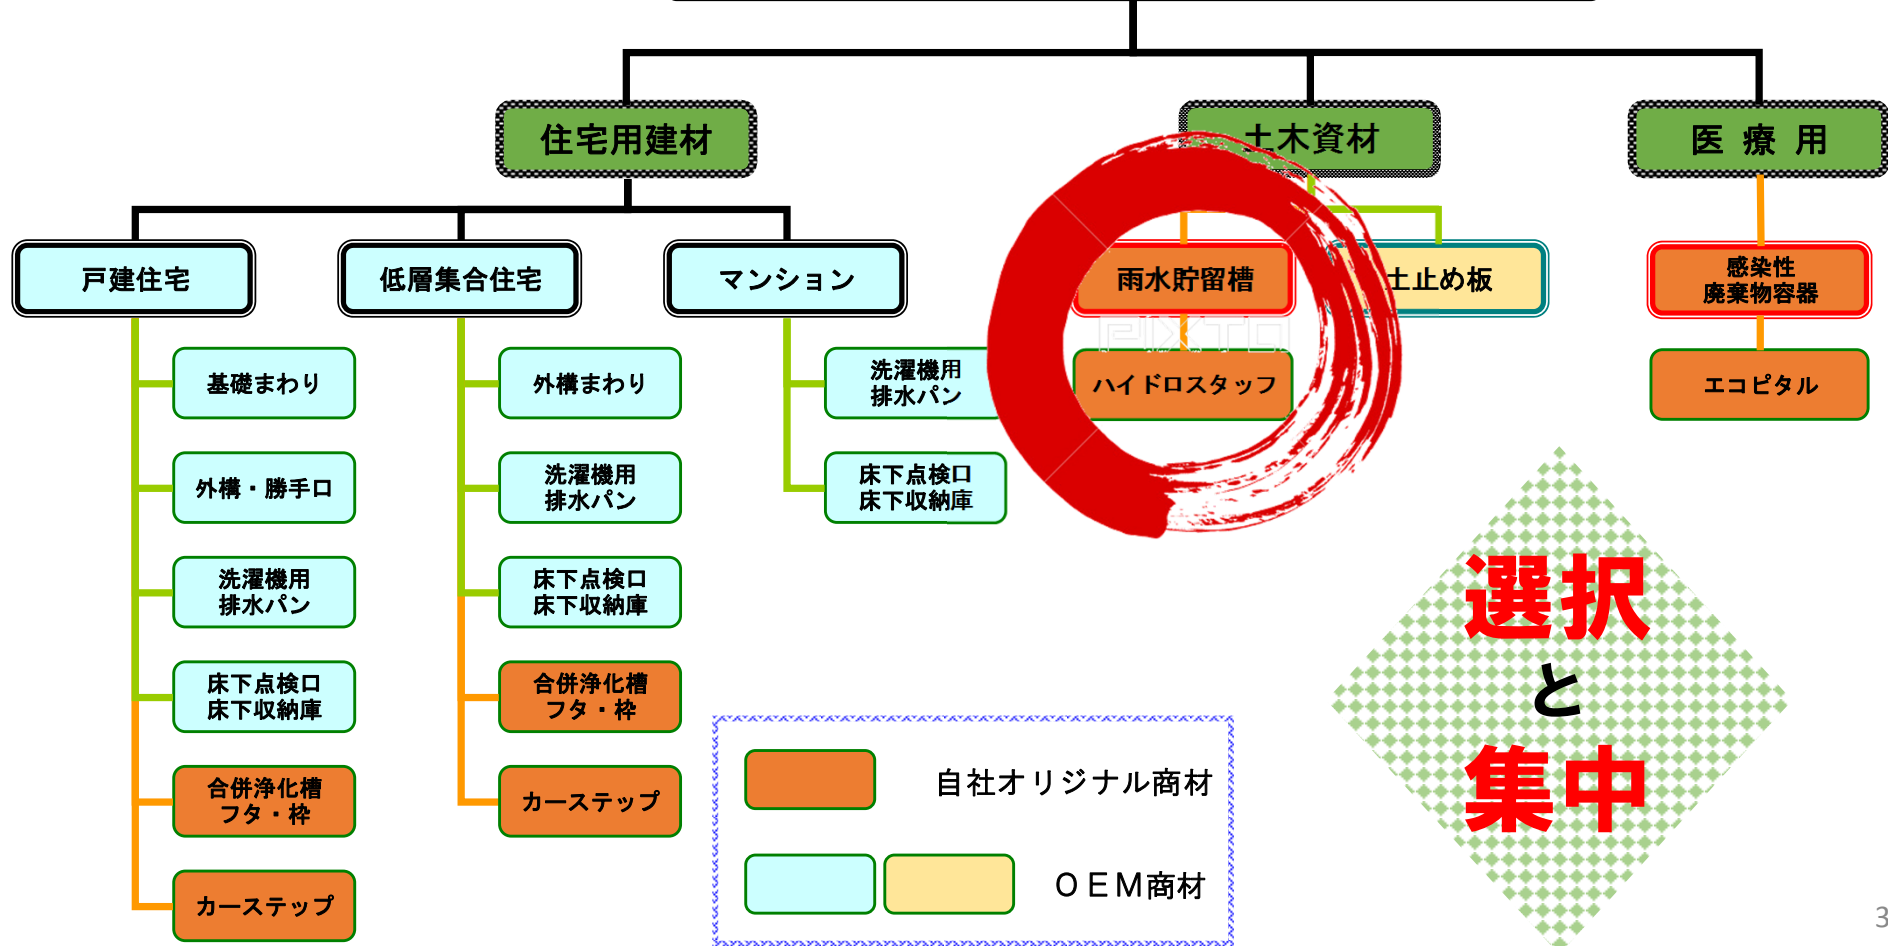 住宅用建材
土木資材
医療用
戸建住宅
低層集合住宅
マンション
雨水貯留槽
土止め板
感染性
廃棄物容器
基礎まわり
外構・勝手口
洗濯機用
排水パン
床下点検口
床下収納庫
合併浄化槽
フタ・枠
カーステップ
外構まわり
洗濯機用
排水パン
床下点検口
床下収納庫
合併浄化槽
フタ・枠
カーステップ
洗濯機用
排水パン
床下点検口
床下収納庫
PIXTA
ハイドロスタッフ
エコピタル
選択
と
集中
自社オリジナル商材
ＯＥＭ商材
3